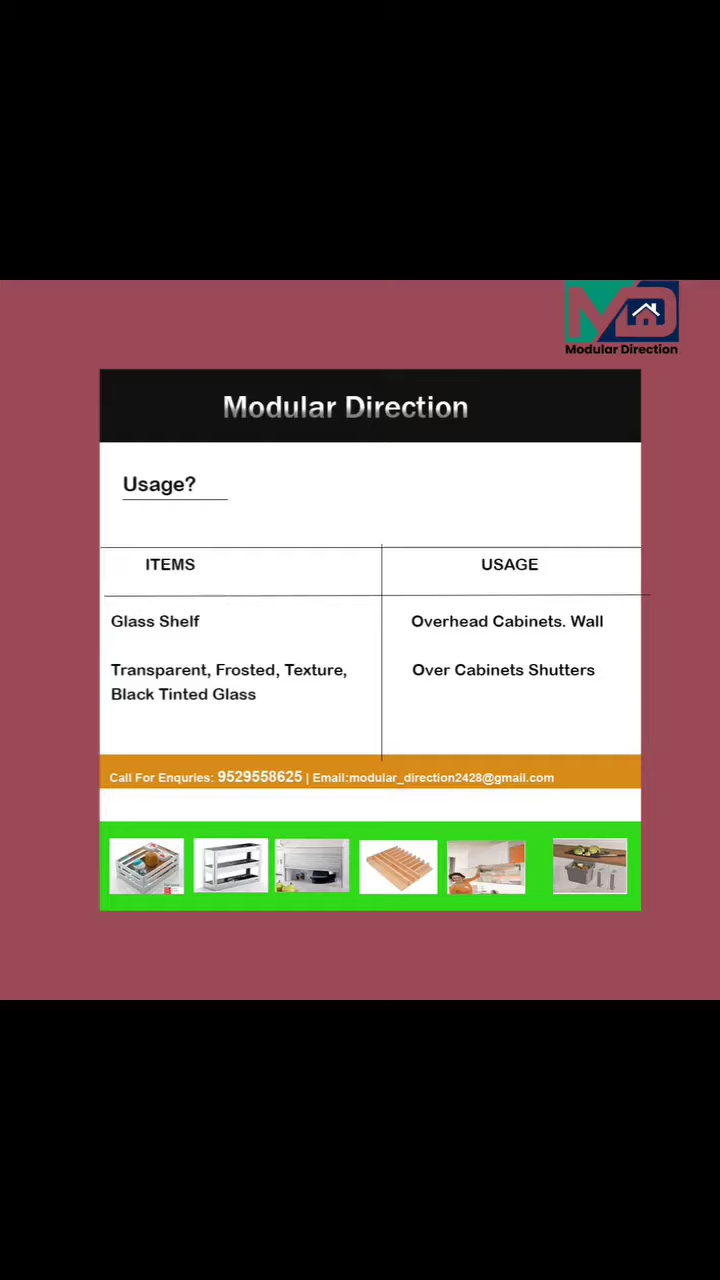 MD
Modular Direction
Modular Direction
Usage?
ITEMS USAGE
Glass Shelf Overhead Cabinets. Wall
Transparent, Frosted, Texture, Over Cabinets Shutters
Black Tinted Glass
Call For Enquries: 9529558625 | Email:modular_direction2428@gmail.com